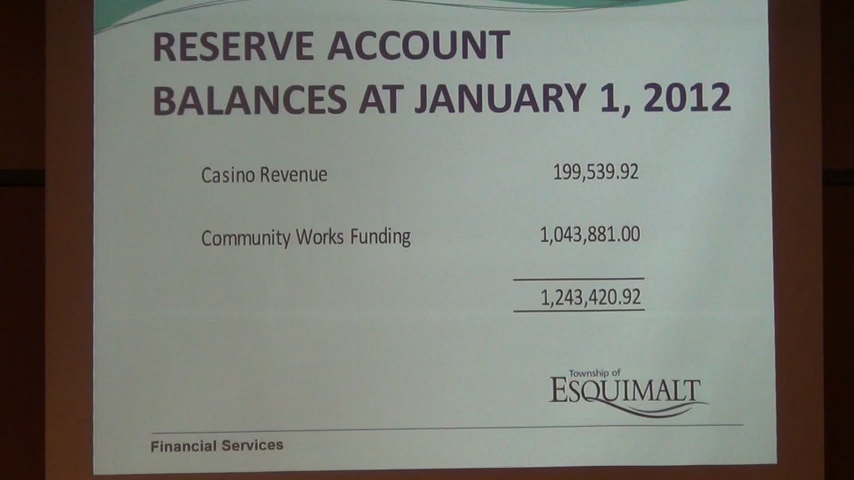 RESERVE ACCOUNT
BALANCES AT JANUARY 1, 2012
Casino Revenue 199,539.92
Community Works Funding 1,043,881.00
1,243,420.92
Township of
ESQUIMALT
Financial Services